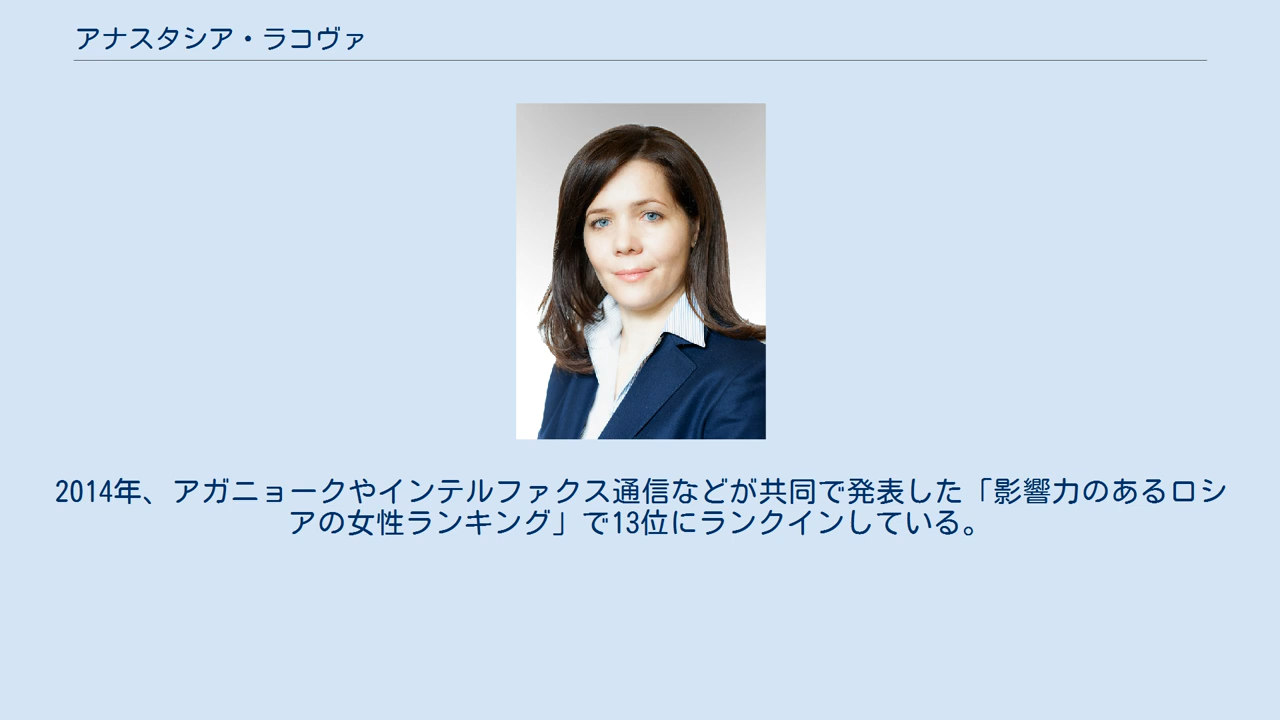 アナスタシア・ラコヴァ
2014年、アガニョークやインテルファクス通信などが共同で発表した「影響力のあるロシ
アの女性ランキング」で13位にランクインしている。